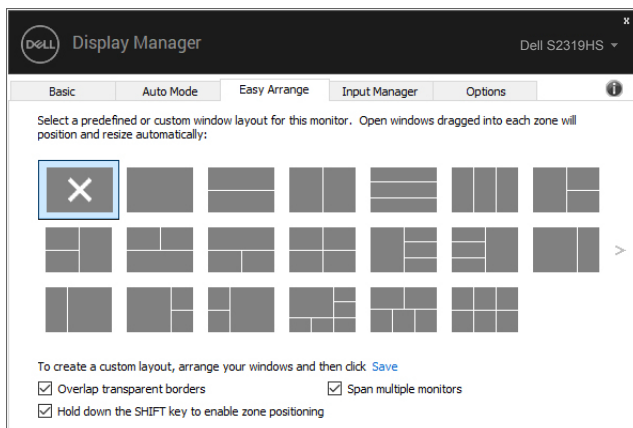 x
DELL Display Manager Dell S2319HS
Basic Auto Mode Easy Arrange Input Manager Options i
Select a predefined or custom window layout for this monitor. Open windows dragged into each zone will
position and resize automatically:
>
To create a custom layout, arrange your windows and then click Save
Overlap transparent borders Span multiple monitors
Hold down the SHIFT key to enable zone positioning